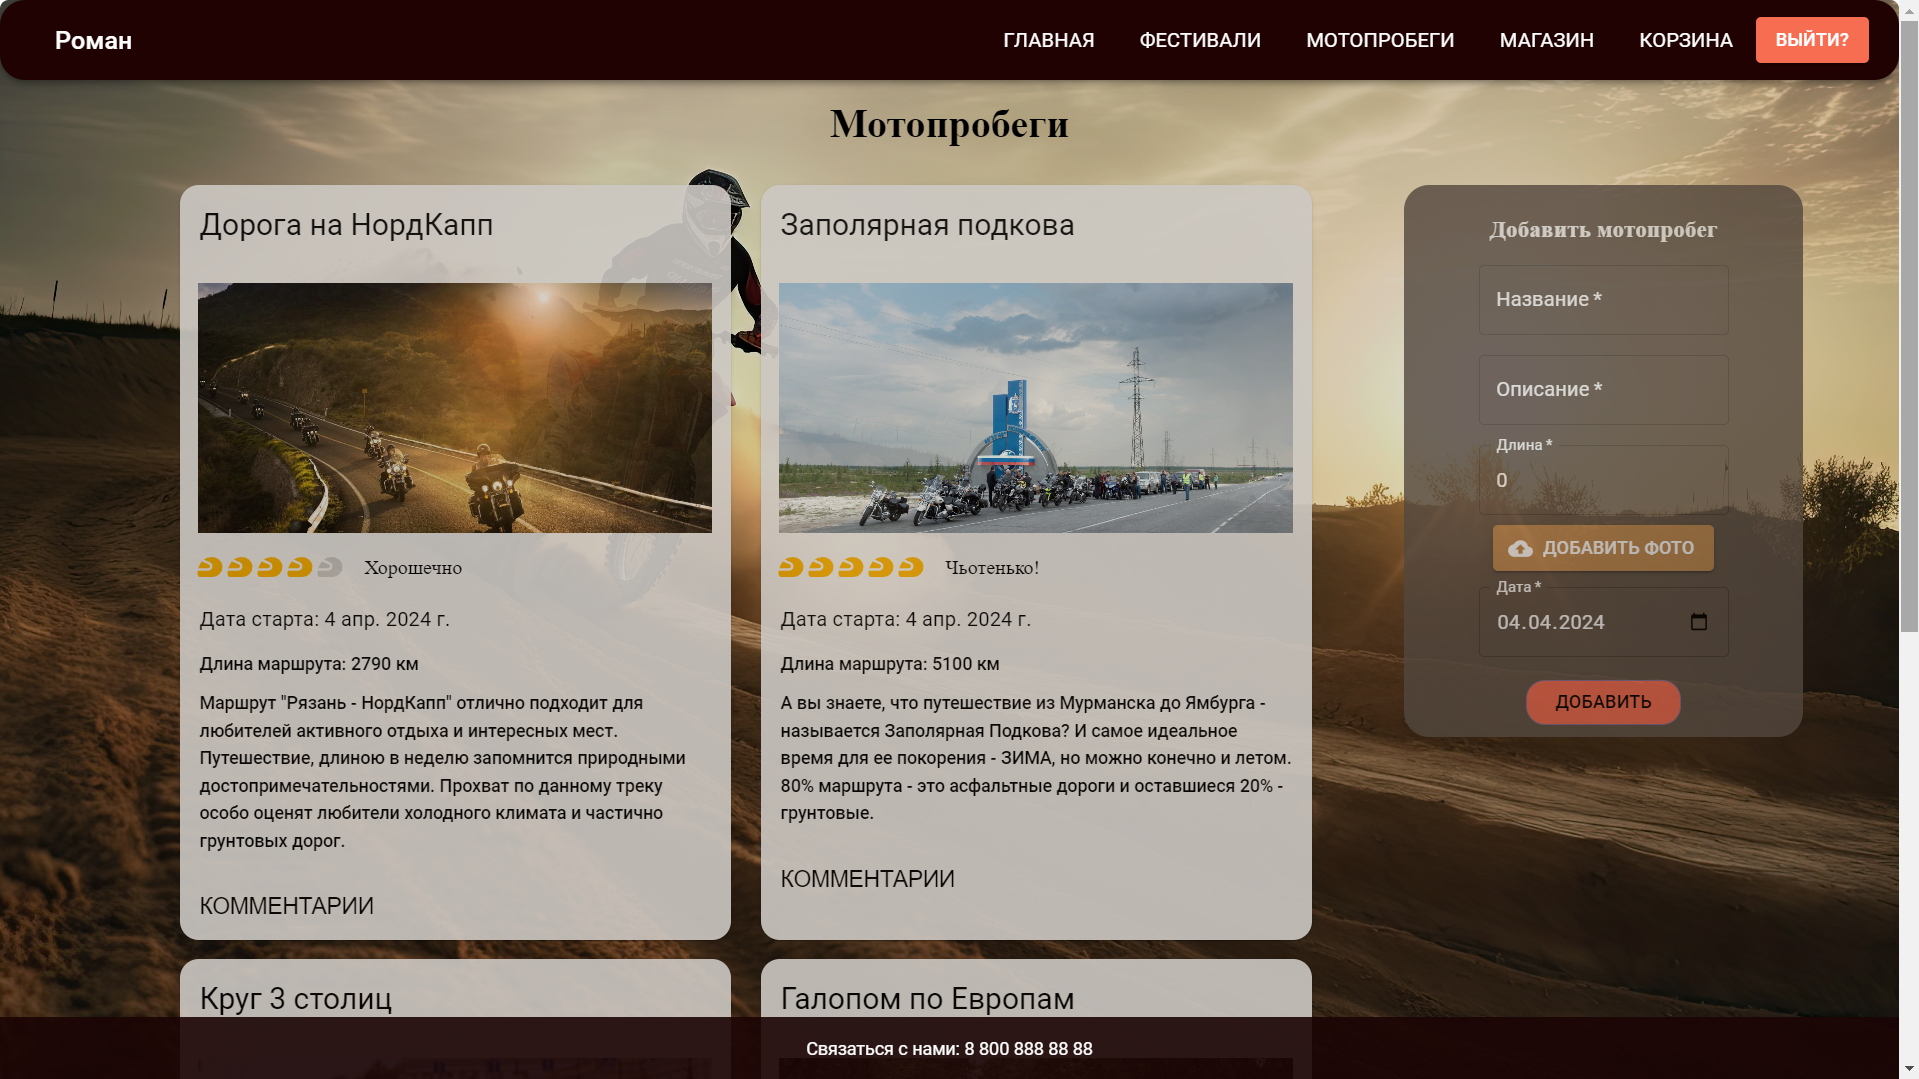 Роман
ГЛАВНАЯ
ФЕСТИВАЛИ
МОТОПРОБЕГИ
МАГАЗИН
КОРЗИНА
ВЫЙТИ?
Мотопробеги
Дорога на НордКапп
Хорошечно
Дата старта: 4 апр. 2024 г.
Длина маршрута: 2790 км
Маршрут "Рязань - НордКапп" отлично подходит для
любителей активного отдыха и интересных мест.
Путешествие, длиною в неделю запомнится природными
достопримечательностями. Прохват по данному треку
особо оценят любители холодного климата и частично
грунтовых дорог.
КОММЕНТАРИИ
Заполярная подкова
Чьотенько!
Дата старта: 4 апр. 2024 г.
Длина маршрута: 5100 км
А вы знаете, что путешествие из Мурманска до Ямбурга -
называется Заполярная Подкова? И самое идеальное
время для ее покорения - ЗИМА, но можно конечно и летом.
80% маршрута - это асфальтные дороги и оставшиеся 20% -
грунтовые.
КОММЕНТАРИИ
Добавить мотопробег
Название *
Описание *
Длина *
0
ДОБАВИТЬ ФОТО
Дата *
04.04.2024
ДОБАВИТЬ
Круг 3 столиц
Галопом по Европам
Связаться с нами: 8 800 888 88 88